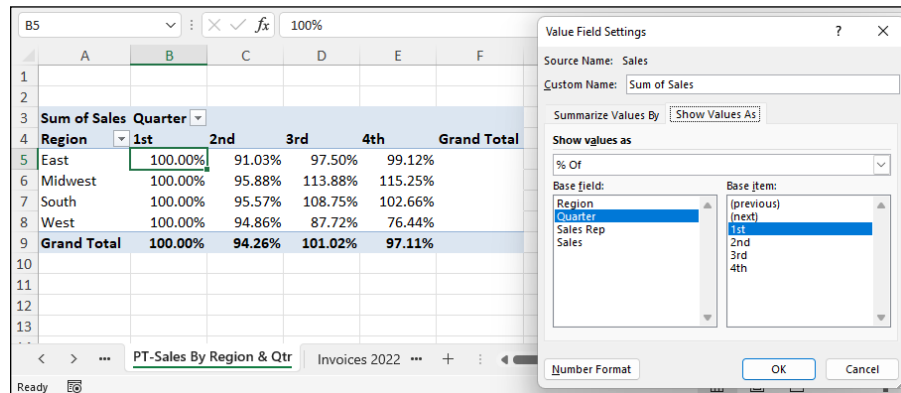 B5 fx 100%
A B C D E F
1
2
3 Sum of Sales Quarter
4 Region 1st 2nd 3rd 4th Grand Total
5 East 100.00% 91.03% 97.50% 99.12%
6 Midwest 100.00% 95.88% 113.88% 115.25%
7 South 100.00% 95.57% 108.75% 102.66%
8 West 100.00% 94.86% 87.72% 76.44%
9 Grand Total 100.00% 94.26% 101.02% 97.11%
10
11
12
13
PT-Sales By Region & Qtr Invoices 2022
Ready
Value Field Settings ?
Source Name: Sales
Custom Name: Sum of Sales
Summarize Values By Show Values As
Show values as
% Of
Base field: Base item:
Region (previous)
Quarter (next)
Sales Rep 1st
Sales 2nd
3rd
4th
Number Format OK Cancel